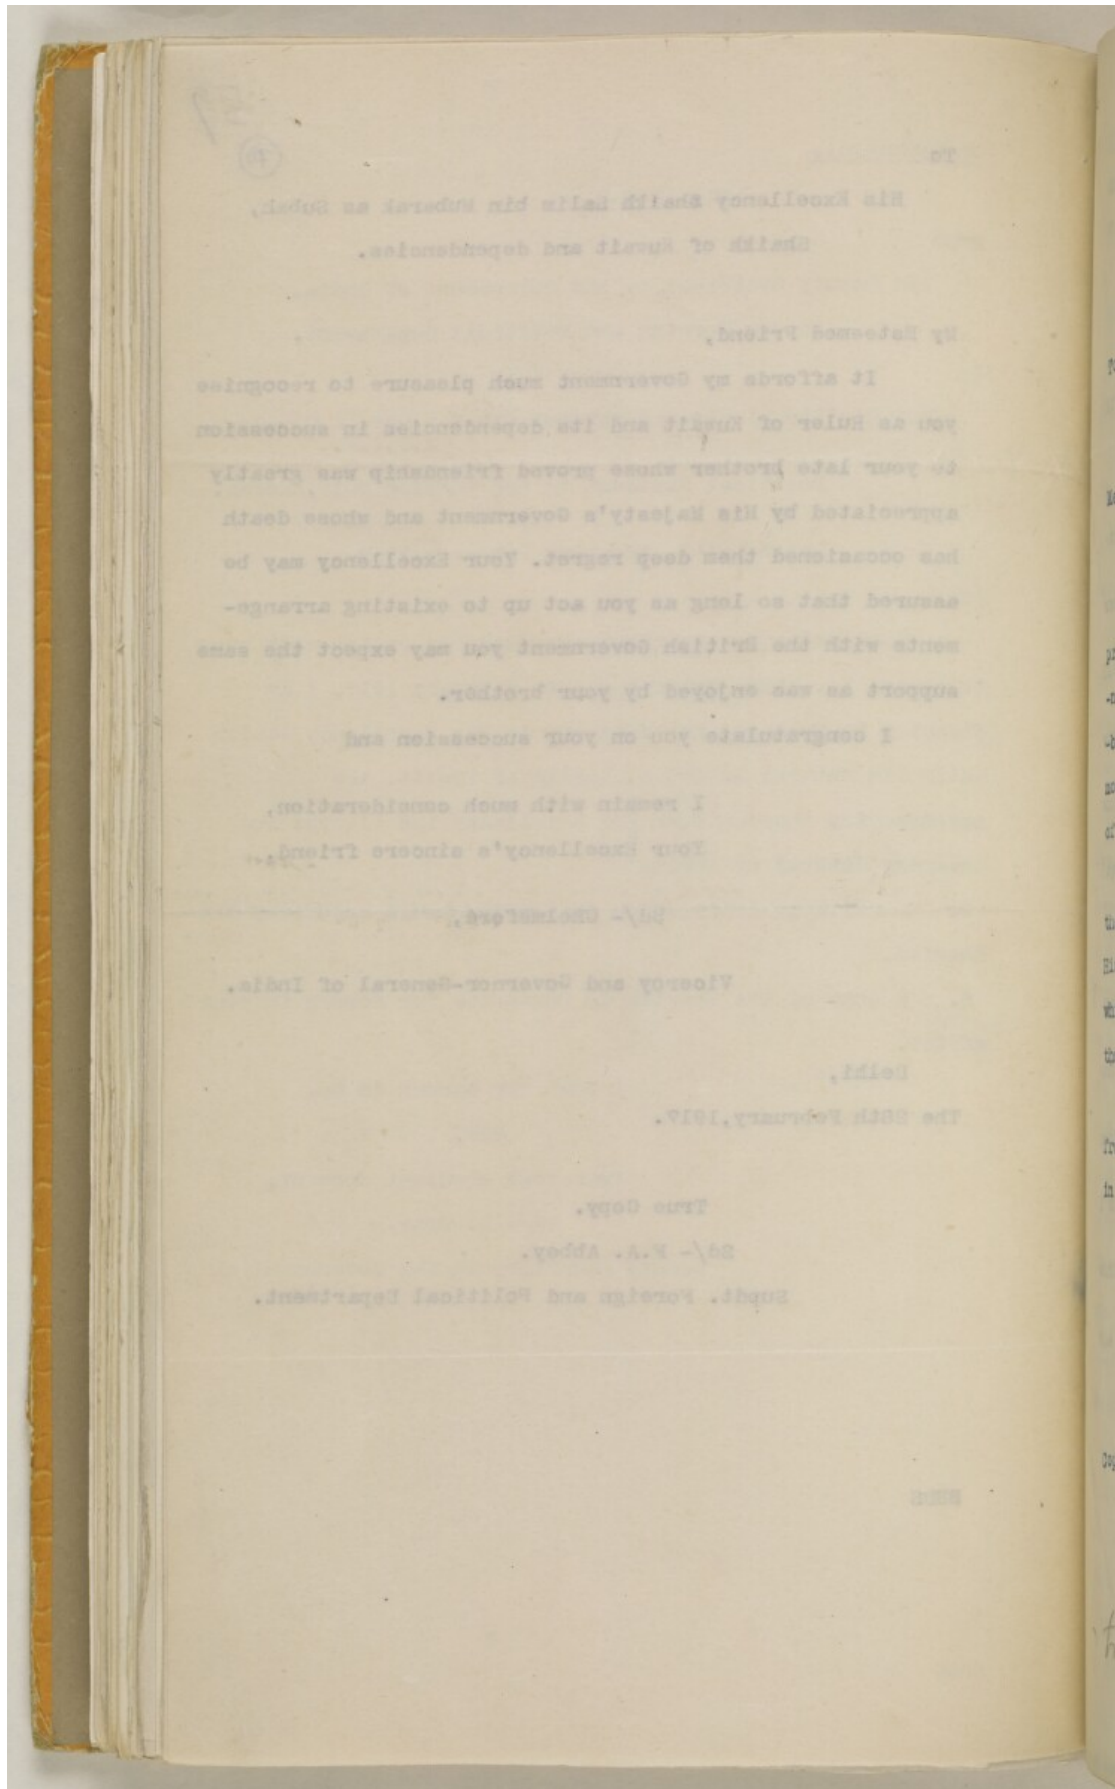 To
His Excellency Shaikh Salim bin Mubarak as Subah,
Shaikh of Kuwait and dependencies.
My Esteemed Friend,
It affords my Government much pleasure to recognise
you as Ruler of Kuwait and its dependencies in succession
to your late brother whose proved friendship was greatly
appreciated by His Majesty's Government and whose death
has occasioned them deep regret. Your Excellency may be
assured that so long as you act up to existing arrange-
ments with the British Government you may expect the same
support as was enjoyed by your brother.
I congratulate you on your succession and
I remain with much consideration,
Your Excellency's sincere friend,
Sd/- Chelmsford,
Viceroy and Governor-General of India.
Delhi,
The 28th February, 1917.
True Copy.
Sd/- F.A. Abbey.
Supdt. Foreign and Political Department.